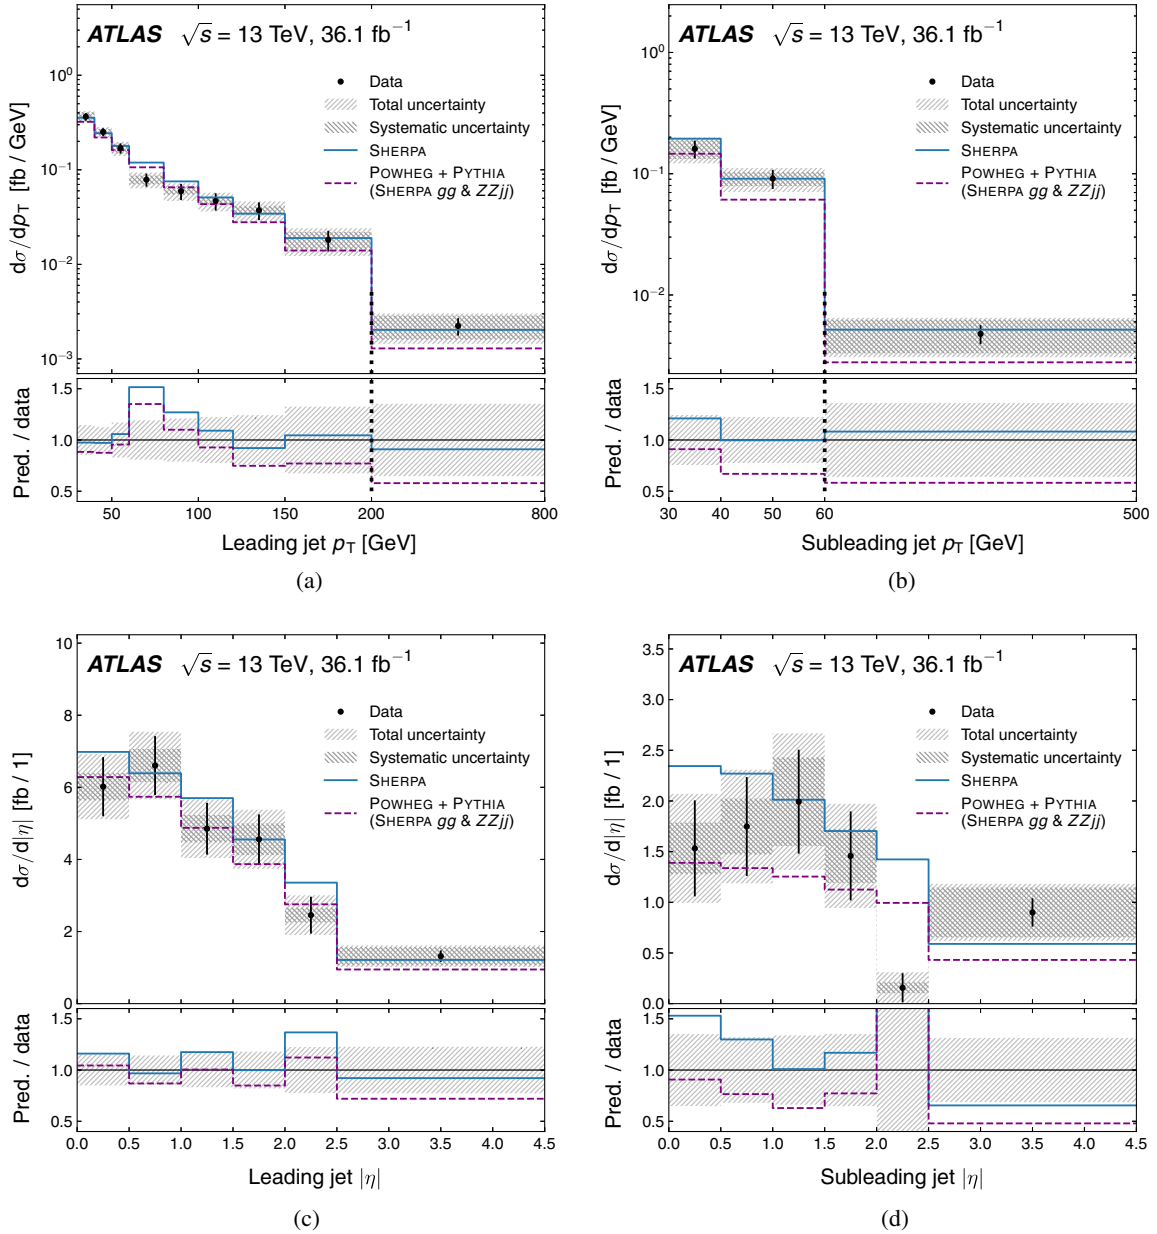 ATLAS √s = 13 TeV, 36.1 fb⁻¹
Data
Total uncertainty
Systematic uncertainty
SHERPA
POWHEG + PYTHIA
(SHERPA gg & ZZjj)
dσ/dp_T [fb / GeV]
10⁰
10⁻¹
10⁻²
10⁻³
Pred. / data
1.5
1.0
0.5
50 100 150 200 800
Leading jet p_T [GeV]
(a)
ATLAS √s = 13 TeV, 36.1 fb⁻¹
Data
Total uncertainty
Systematic uncertainty
SHERPA
POWHEG + PYTHIA
(SHERPA gg & ZZjj)
dσ/dp_T [fb / GeV]
10⁰
10⁻¹
10⁻²
Pred. / data
1.5
1.0
0.5
30 40 50 60 500
Subleading jet p_T [GeV]
(b)
ATLAS √s = 13 TeV, 36.1 fb⁻¹
Data
Total uncertainty
Systematic uncertainty
SHERPA
POWHEG + PYTHIA
(SHERPA gg & ZZjj)
dσ/d|η| [fb / 1]
10
8
6
4
2
0
Pred. / data
1.5
1.0
0.5
0.0 0.5 1.0 1.5 2.0 2.5 3.0 3.5 4.0 4.5
Leading jet |η|
(c)
ATLAS √s = 13 TeV, 36.1 fb⁻¹
Data
Total uncertainty
Systematic uncertainty
SHERPA
POWHEG + PYTHIA
(SHERPA gg & ZZjj)
dσ/d|η| [fb / 1]
3.5
3.0
2.5
2.0
1.5
1.0
0.5
0.0
Pred. / data
1.5
1.0
0.5
0.0 0.5 1.0 1.5 2.0 2.5 3.0 3.5 4.0 4.5
Subleading jet |η|
(d)